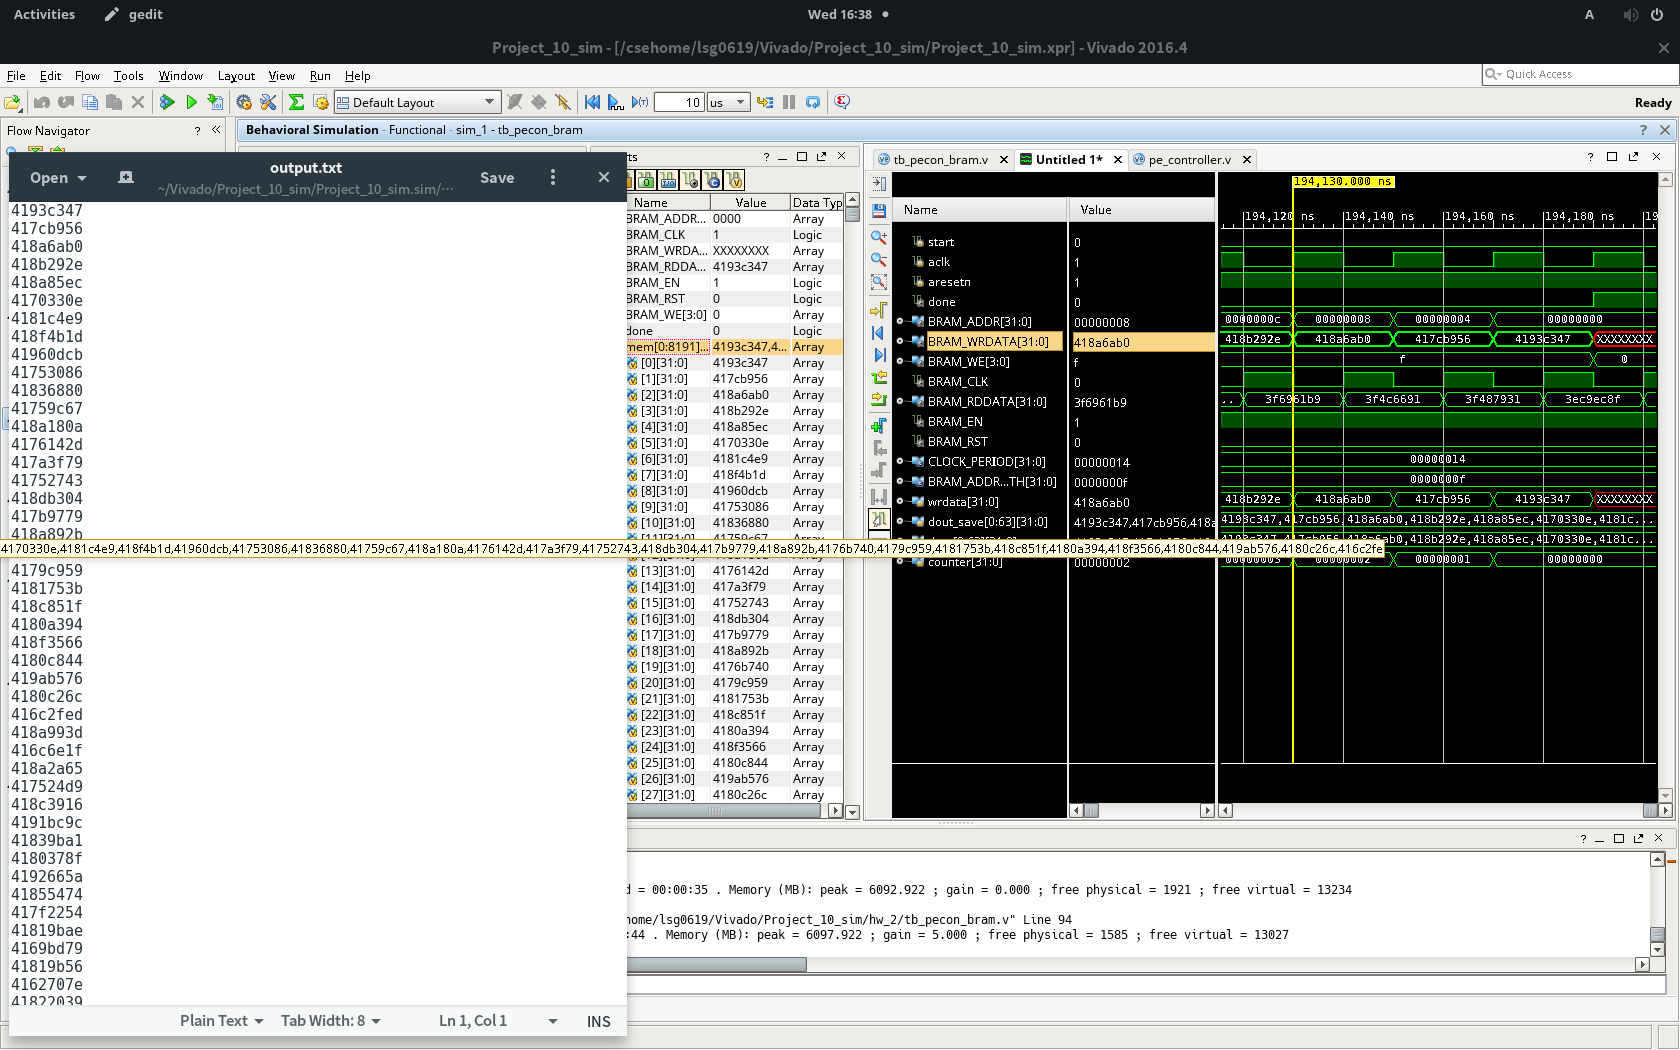 Activities
gedit
Wed 16:38
A
Project_10_sim - [/csehome/lsg0619/Vivado/Project_10_sim/Project_10_sim.xpr] - Vivado 2016.4
File Edit Flow Tools Window Layout View Run Help
Quick Access
Default Layout
10 us
Ready
Flow Navigator
Behavioral Simulation - Functional - sim_1 - tb_pecon_bram
Open
output.txt
~/Vivado/Project_10_sim/Project_10_sim.sim/···
Save
4193c347
417cb956
418a6ab0
418b292e
418a85ec
4170330e
4181c4e9
418f4b1d
41960dcb
41753086
41836880
41759c67
418a180a
4176142d
417a3f79
41752743
418db304
417b9779
418a892b
4170330e,4181c4e9,418f4b1d,41960dcb,41753086,41836880,41759c67,418a180a,4176142d,417a3f79,41752743,418db304,417b9779,418a892b,4176b740,4179c959,4181753b,418c851f,4180a394,418f3566,4180c844,419ab576,4180c26c,416c2fe
4179c959
4181753b
418c851f
4180a394
418f3566
4180c844
419ab576
4180c26c
416c2fed
418a993d
416c6e1f
418a2a65
417524d9
418c3916
4191bc9c
41839ba1
4180378f
4192665a
41855474
417f2254
41819bae
4169bd79
41819b56
4162707e
41822039
Plain Text
Tab Width: 8
Ln 1, Col 1
INS
rts
Name Value Data Typ
BRAM_ADDR... 0000 Array
BRAM_CLK 1 Logic
BRAM_WRDA... XXXXXXXX Array
BRAM_RDDA... 4193c347 Array
BRAM_EN 1 Logic
BRAM_RST 0 Logic
BRAM_WE[3:0] 0 Array
done 0 Logic
mem[0:8191]... 4193c347,4... Array
[0][31:0] 4193c347 Array
[1][31:0] 417cb956 Array
[2][31:0] 418a6ab0 Array
[3][31:0] 418b292e Array
[4][31:0] 418a85ec Array
[5][31:0] 4170330e Array
[6][31:0] 4181c4e9 Array
[7][31:0] 418f4b1d Array
[8][31:0] 41960dcb Array
[9][31:0] 41753086 Array
[10][31:0] 41836880 Array
[11][31:0] 41759c67 Array
[13][31:0] 4176142d Array
[14][31:0] 417a3f79 Array
[15][31:0] 41752743 Array
[16][31:0] 418db304 Array
[17][31:0] 417b9779 Array
[18][31:0] 418a892b Array
[19][31:0] 4176b740 Array
[20][31:0] 4179c959 Array
[21][31:0] 4181753b Array
[22][31:0] 418c851f Array
[23][31:0] 4180a394 Array
[24][31:0] 418f3566 Array
[25][31:0] 4180c844 Array
[26][31:0] 419ab576 Array
[27][31:0] 4180c26c Array
tb_pecon_bram.v
Untitled 1*
pe_controller.v
Name Value
start 0
aclk 1
aresetn 1
done 0
BRAM_ADDR[31:0] 00000008
BRAM_WRDATA[31:0] 418a6ab0
BRAM_WE[3:0] f
BRAM_CLK 0
BRAM_RDDATA[31:0] 3f6961b9
BRAM_EN 1
BRAM_RST 0
CLOCK_PERIOD[31:0] 00000014
BRAM_ADDR...TH[31:0] 0000000f
wrdata[31:0] 418a6ab0
dout_save[0:63][31:0] 4193c347,417cb956,418a
counter[31:0] 00000002
194,130.000 ns
194,120 ns 194,140 ns 194,160 ns 194,180 ns 19
0000000c 00000008 00000004 00000000
418b292e 418a6ab0 417cb956 4193c347 XXXXXXXX
f 0
.. 3f6961b9 3f4c6691 3f487931 3ec9ec8f
00000014
0000000f
418b292e 418a6ab0 417cb956 4193c347 XXXXXXXX
4193c347,417cb956,418a6ab0,418b292e,418a85ec,4170330e,4181c...
4193c347,417cb956,418a6ab0,418b292e,418a85ec,4170330e,4181c...
00000003 00000002 00000001 00000000
d = 00:00:35 . Memory (MB): peak = 6092.922 ; gain = 0.000 ; free physical = 1921 ; free virtual = 13234
home/lsg0619/Vivado/Project_10_sim/hw_2/tb_pecon_bram.v" Line 94
:44 . Memory (MB): peak = 6097.922 ; gain = 5.000 ; free physical = 1585 ; free virtual = 13027